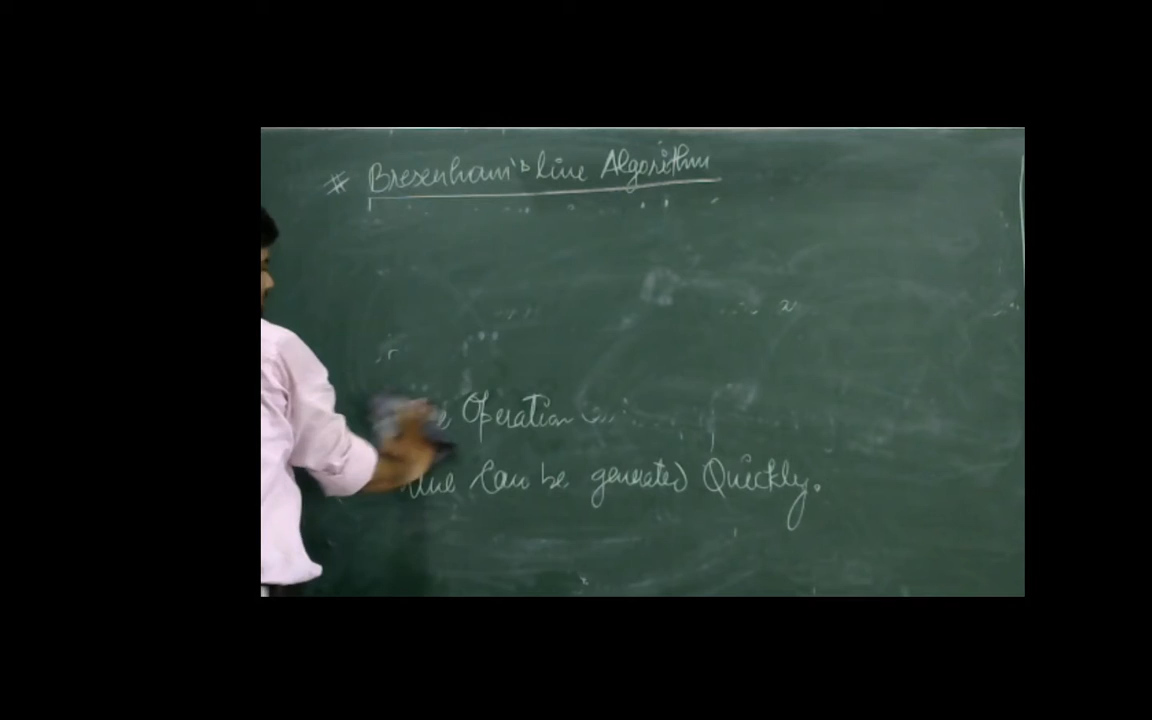 * Bresenham's line Algorithm
Operation
line can be generated Quickly.